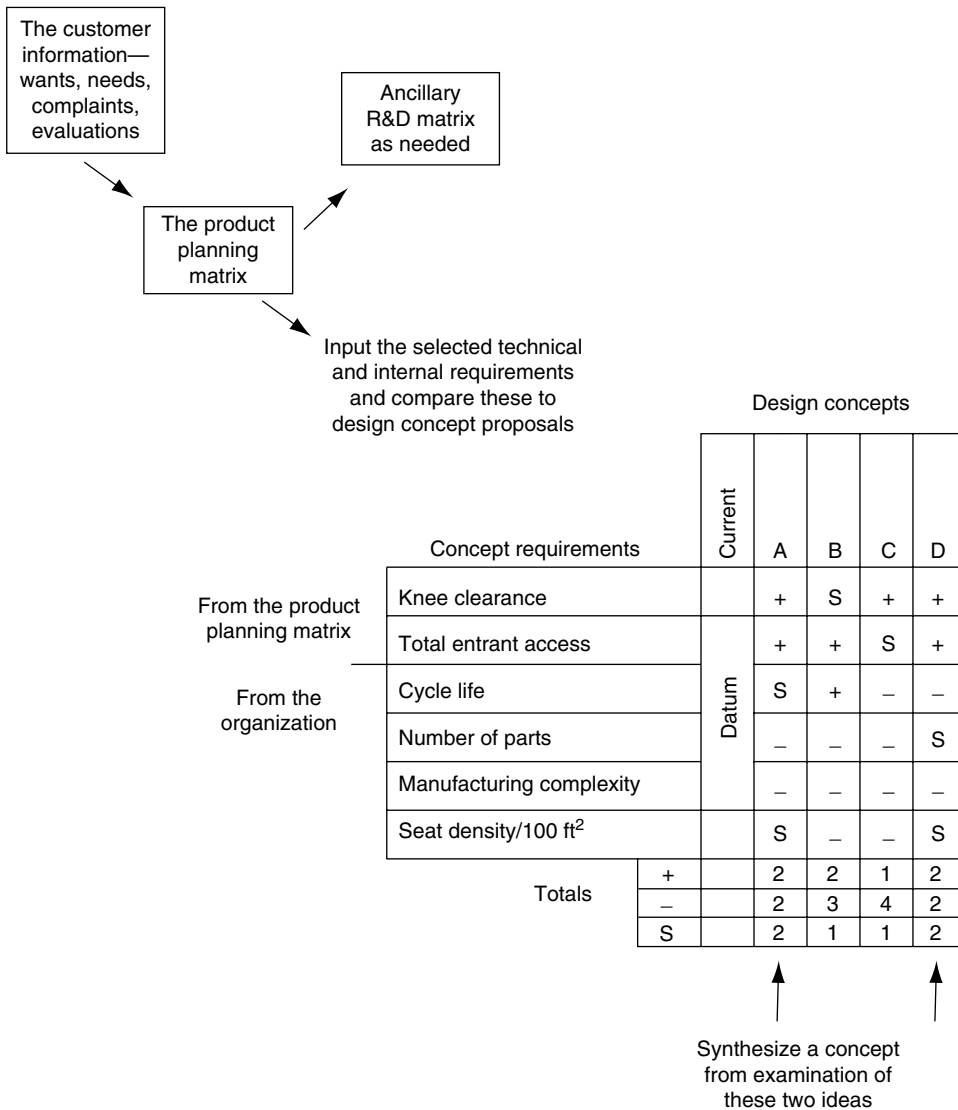 The customer
information—
wants, needs,
complaints,
evaluations
Ancillary
R&D matrix
as needed
The product
planning
matrix
Input the selected technical
and internal requirements
and compare these to
design concept proposals
Design concepts
Concept requirements Current A B C D
From the product
planning matrix
From the
organization
Datum
Knee clearance + S + +
Total entrant access + + S +
Cycle life S + – –
Number of parts – – – S
Manufacturing complexity – – – –
Seat density/100 ft² S – – S
Totals
+ 2 2 1 2
– 2 3 4 2
S 2 1 1 2
Synthesize a concept
from examination of
these two ideas